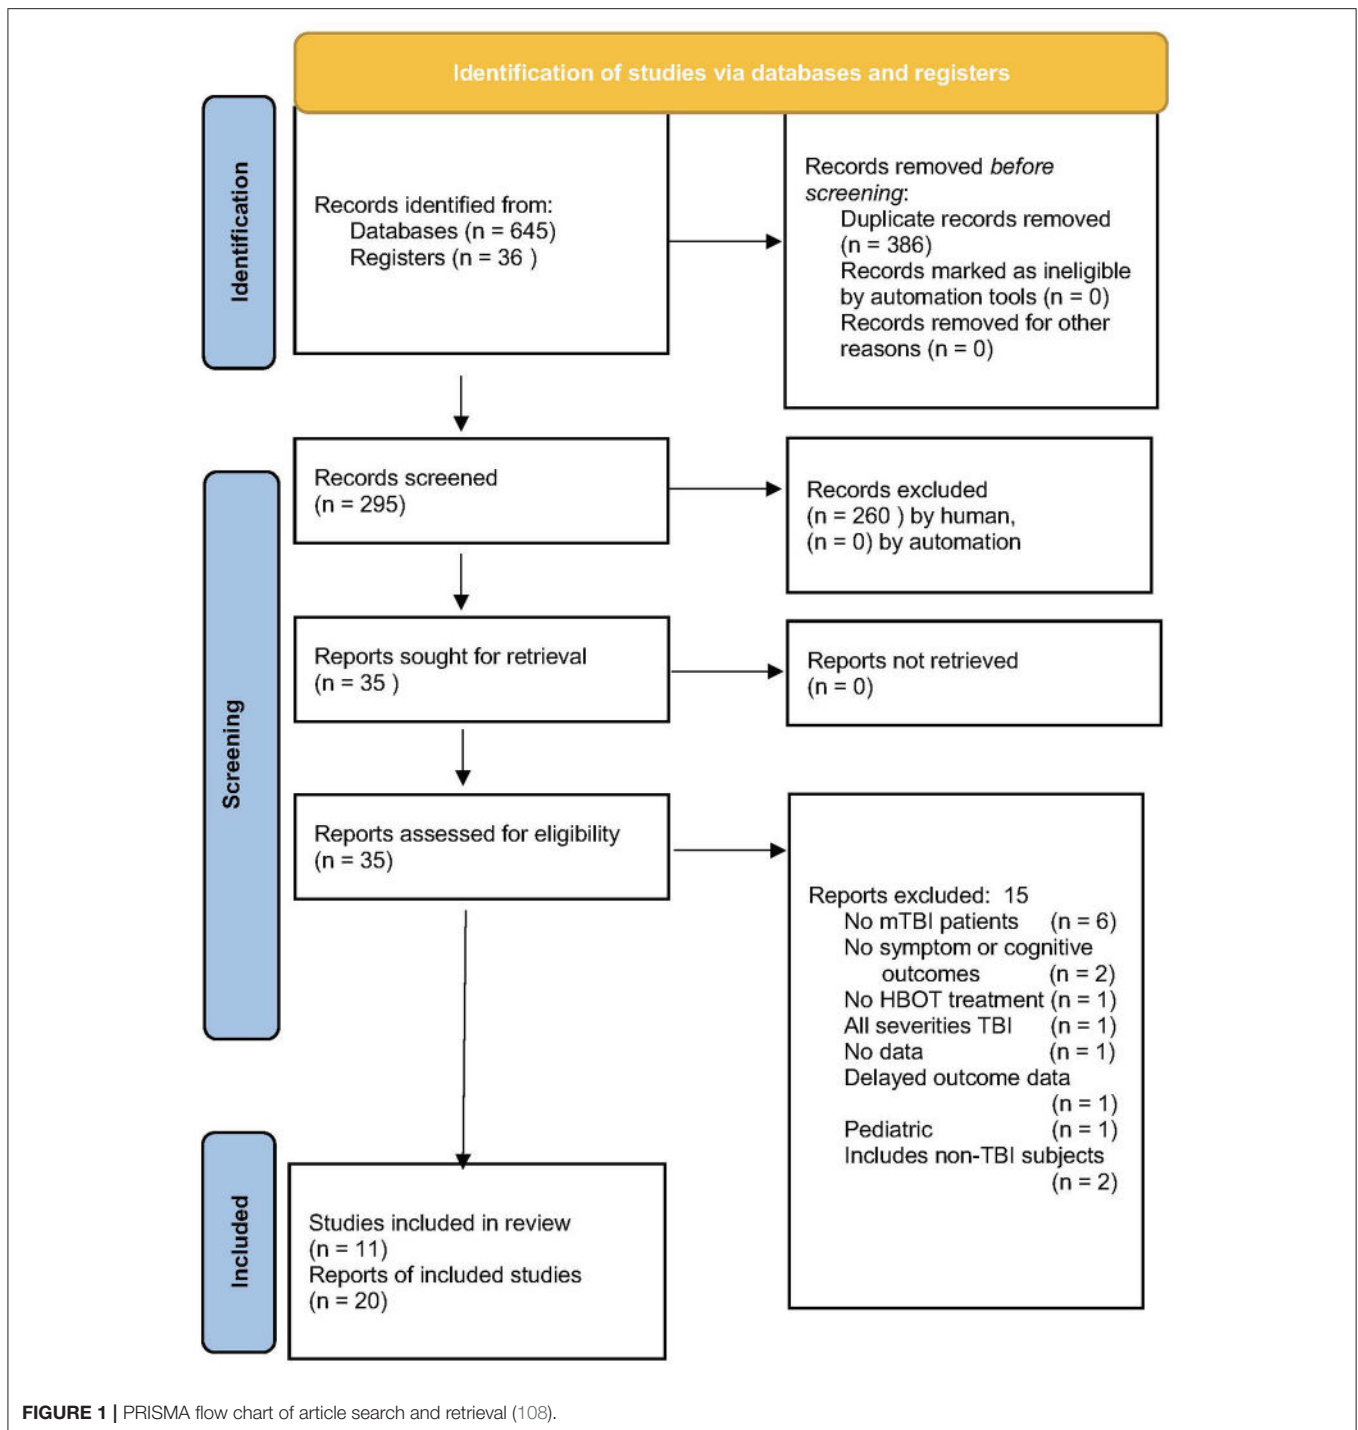 Identification of studies via databases and registers
Identification
Records identified from:
Databases (n = 645)
Registers (n = 36 )
Records removed before
screening:
Duplicate records removed
(n = 386)
Records marked as ineligible
by automation tools (n = 0)
Records removed for other
reasons (n = 0)
Screening
Records screened
(n = 295)
Records excluded
(n = 260 ) by human,
(n = 0) by automation
Reports sought for retrieval
(n = 35 )
Reports not retrieved
(n = 0)
Reports assessed for eligibility
(n = 35)
Reports excluded: 15
No mTBI patients (n = 6)
No symptom or cognitive
outcomes (n = 2)
No HBOT treatment (n = 1)
All severities TBI (n = 1)
No data (n = 1)
Delayed outcome data
(n = 1)
Pediatric (n = 1)
Includes non-TBI subjects
(n = 2)
Included
Studies included in review
(n = 11)
Reports of included studies
(n = 20)
FIGURE 1 | PRISMA flow chart of article search and retrieval (108).